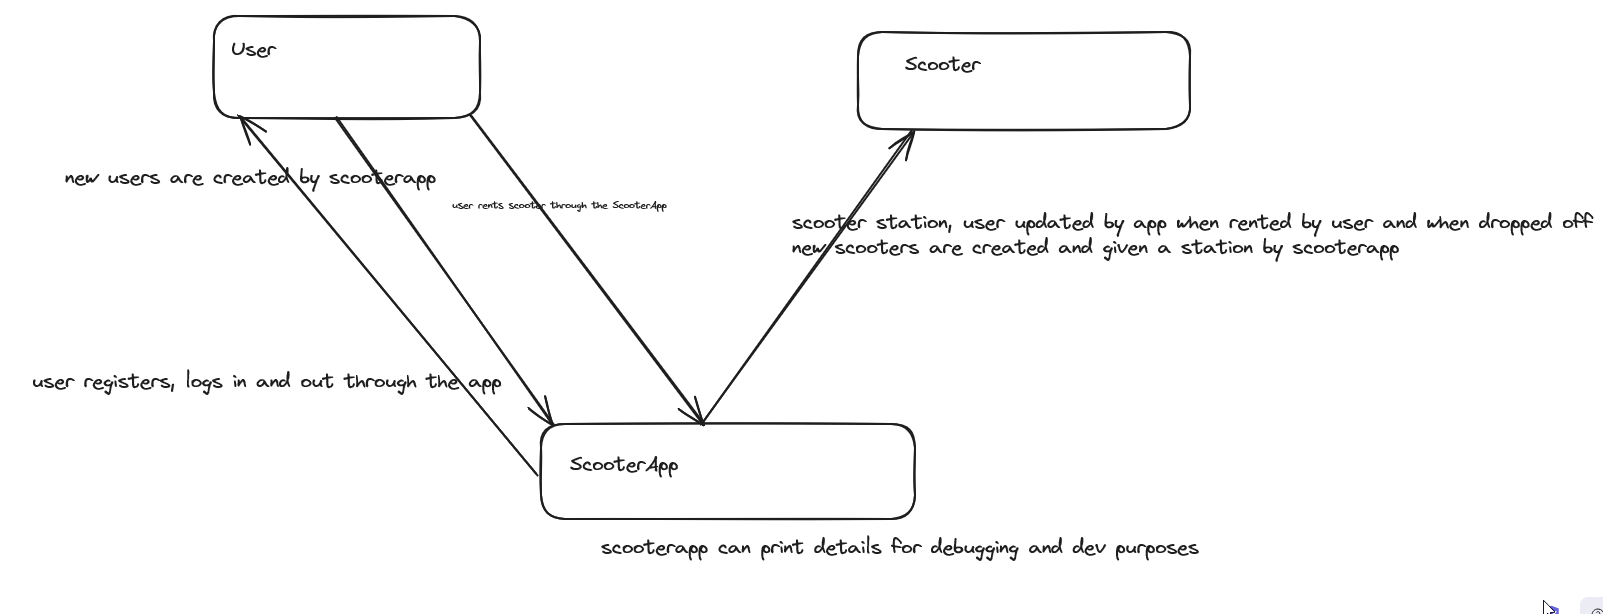 User
Scooter
new users are created by scooterapp
user rents scooter through the ScooterApp
scooter station, user updated by app when rented by user and when dropped off
new scooters are created and given a station by scooterapp
user registers, logs in and out through the app
ScooterApp
scooterapp can print details for debugging and dev purposes